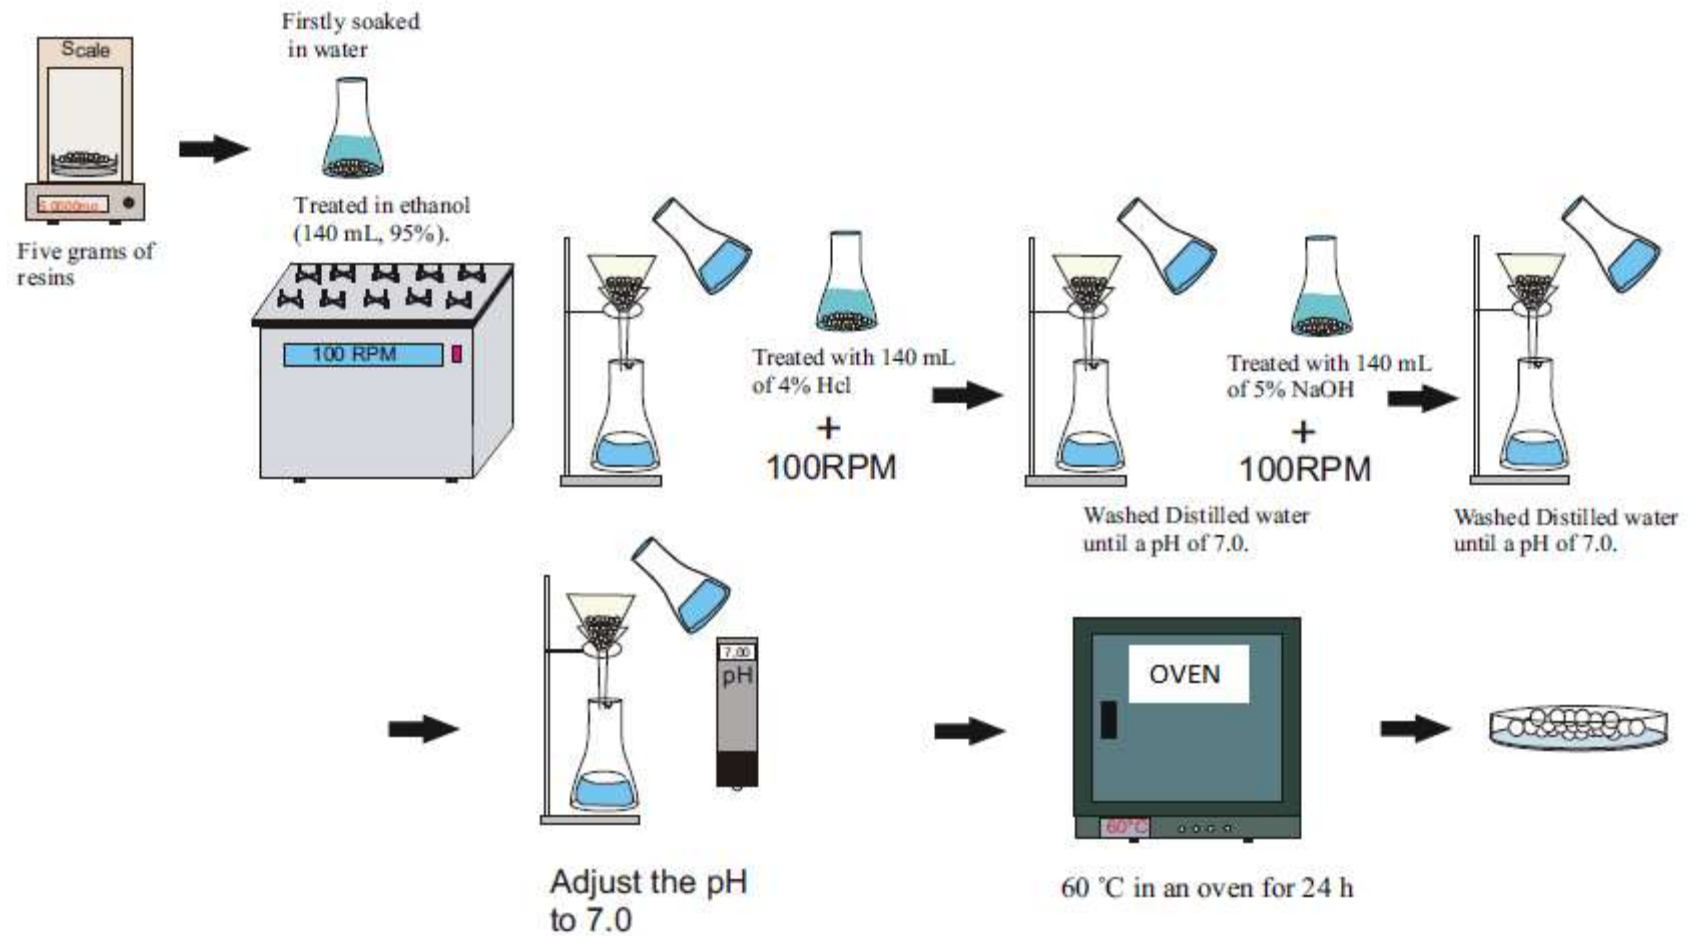 Scale
Five grams of
resins
Firstly soaked
in water
Treated in ethanol
(140 mL, 95%).
100 RPM
Treated with 140 mL
of 4% Hcl
+
100RPM
Washed Distilled water
until a pH of 7.0.
Treated with 140 mL
of 5% NaOH
+
100RPM
Washed Distilled water
until a pH of 7.0.
7.00
pH
Adjust the pH
to 7.0
OVEN
60°C
60 °C in an oven for 24 h